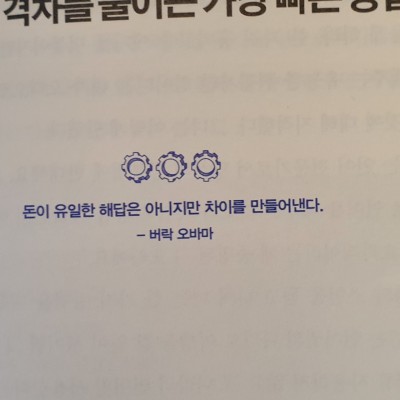 격차를 줄이는 가장 빠른 방법
돈이 유일한 해답은 아니지만 차이를 만들어낸다.
– 버락 오바마